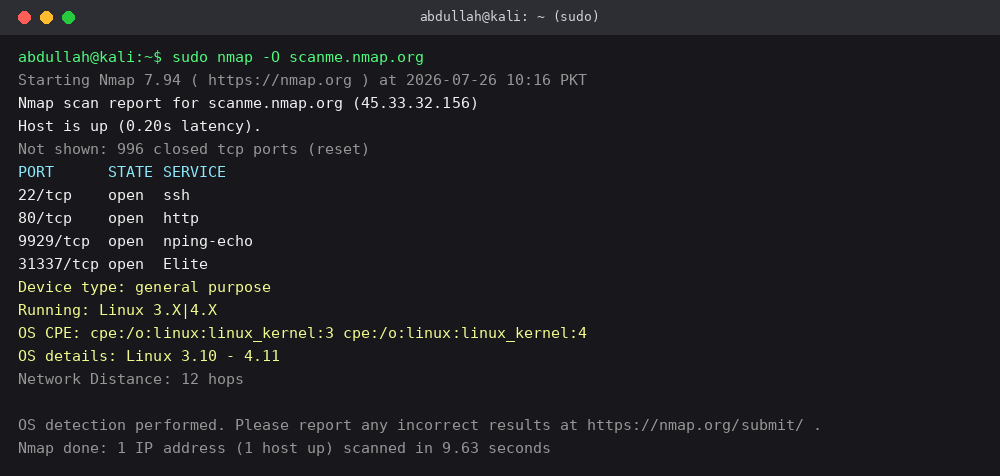 abdullah@kali: ~ (sudo)
abdullah@kali:~$ sudo nmap -O scanme.nmap.org
Starting Nmap 7.94 ( https://nmap.org ) at 2026-07-26 10:16 PKT
Nmap scan report for scanme.nmap.org (45.33.32.156)
Host is up (0.20s latency).
Not shown: 996 closed tcp ports (reset)
PORT      STATE SERVICE
22/tcp    open  ssh
80/tcp    open  http
9929/tcp  open  nping-echo
31337/tcp open  Elite
Device type: general purpose
Running: Linux 3.X|4.X
OS CPE: cpe:/o:linux:linux_kernel:3 cpe:/o:linux:linux_kernel:4
OS details: Linux 3.10 - 4.11
Network Distance: 12 hops
OS detection performed. Please report any incorrect results at https://nmap.org/submit/ .
Nmap done: 1 IP address (1 host up) scanned in 9.63 seconds